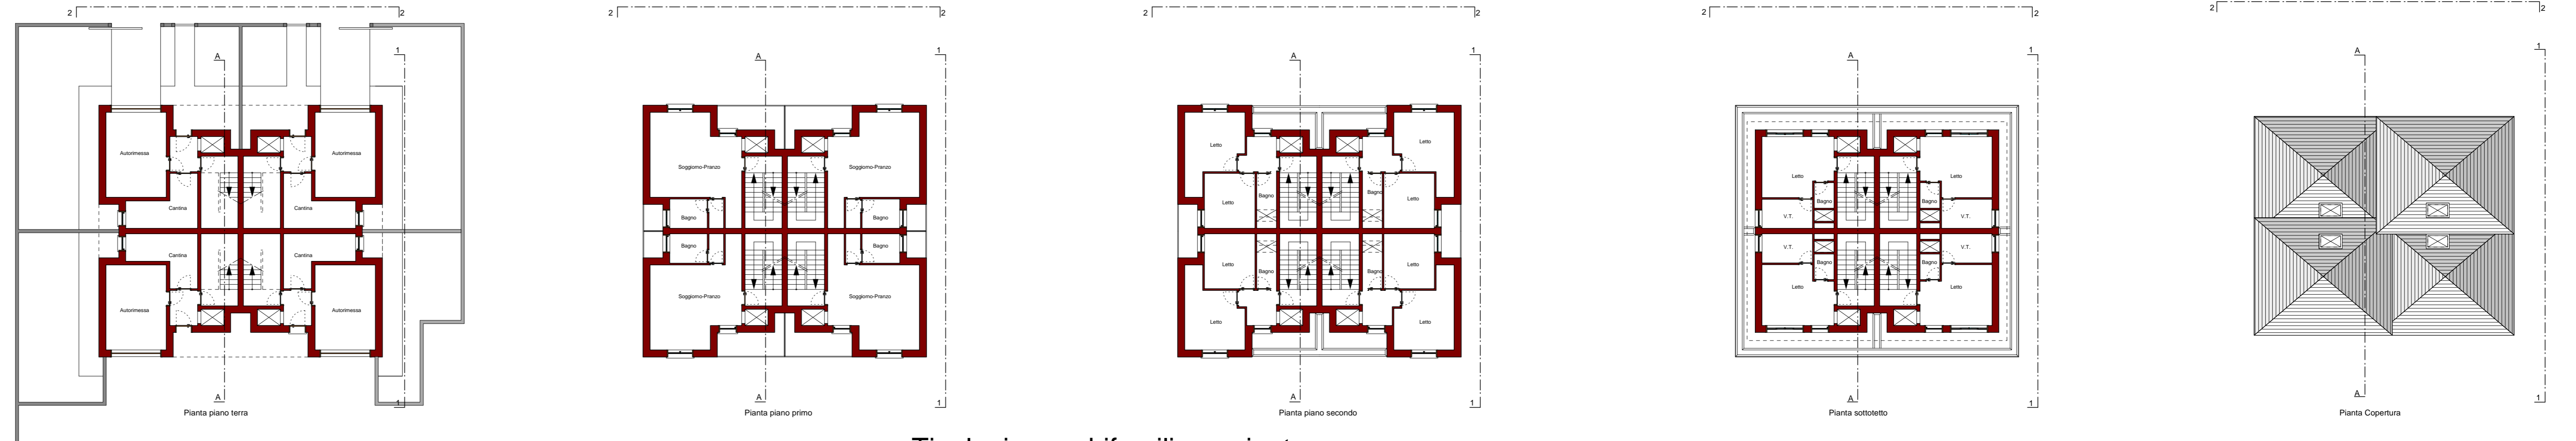 2 2
1
A
Autorimessa Autorimessa
Cantina Cantina
Cantina Cantina
Autorimessa Autorimessa
A
1
Pianta piano terra
2 2
1
A
Soggiorno-Pranzo Soggiorno-Pranzo
Bagno Bagno
Bagno Bagno
Soggiorno-Pranzo Soggiorno-Pranzo
A
1
Pianta piano primo
2 2
1
A
Letto Letto
Bagno Bagno
Letto Letto
Letto Letto
Bagno Bagno
Letto Letto
A
1
Pianta piano secondo
2 2
1
A
Letto Letto
Bagno Bagno
V.T. V.T.
V.T. V.T.
Bagno Bagno
Letto Letto
A
1
Pianta sottotetto
2 2
1
A
A
1
Pianta Copertura